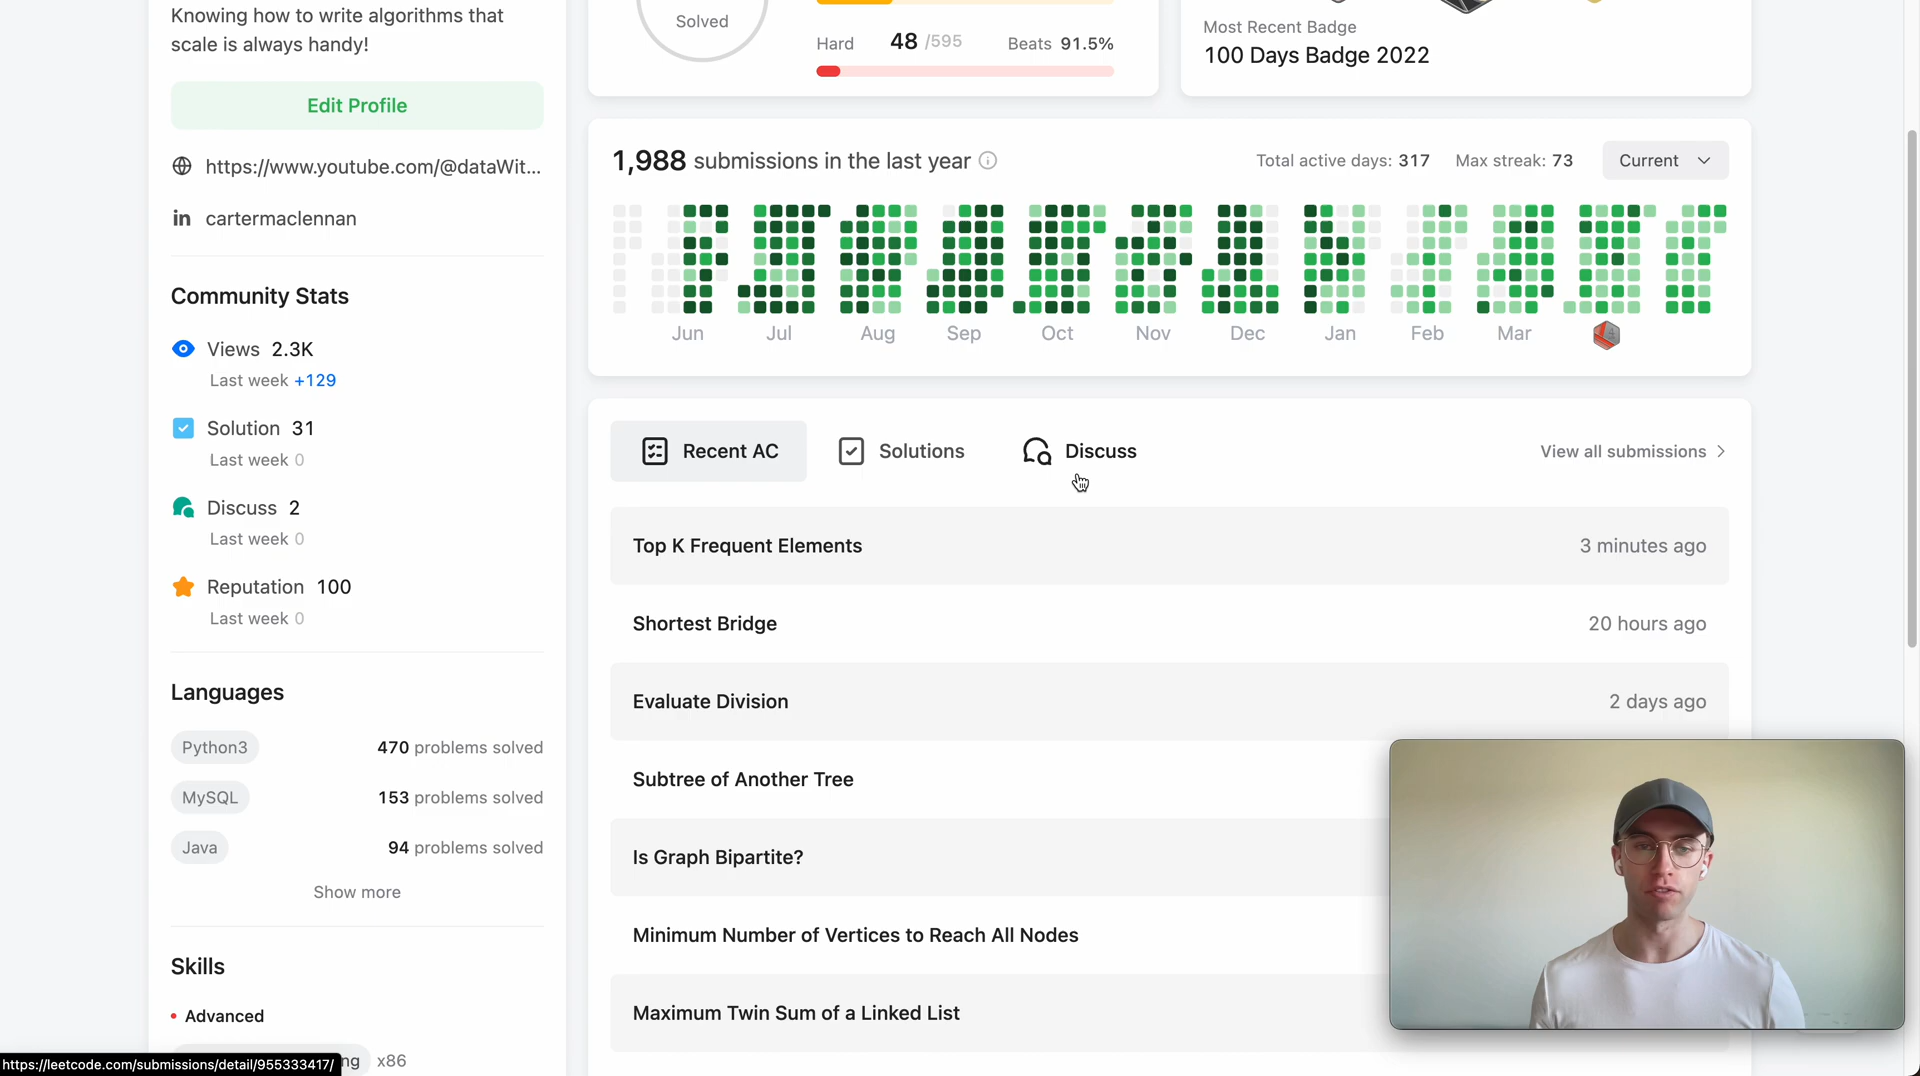 Knowing how to write algorithms that
scale is always handy!
Edit Profile
https://www.youtube.com/@dataWit...
in cartermaclennan
Community Stats
Views 2.3K
Last week +129
Solution 31
Last week 0
Discuss 2
Last week 0
Reputation 100
Last week 0
Languages
Python3 470 problems solved
MySQL 153 problems solved
Java 94 problems solved
Show more
Skills
Advanced
ng x86
https://leetcode.com/submissions/detail/955333417/
Solved
Hard 48 /595 Beats 91.5%
Most Recent Badge
100 Days Badge 2022
1,988 submissions in the last year
Total active days: 317 Max streak: 73 Current
Jun Jul Aug Sep Oct Nov Dec Jan Feb Mar
Recent AC Solutions Discuss View all submissions >
Top K Frequent Elements 3 minutes ago
Shortest Bridge 20 hours ago
Evaluate Division 2 days ago
Subtree of Another Tree
Is Graph Bipartite?
Minimum Number of Vertices to Reach All Nodes
Maximum Twin Sum of a Linked List